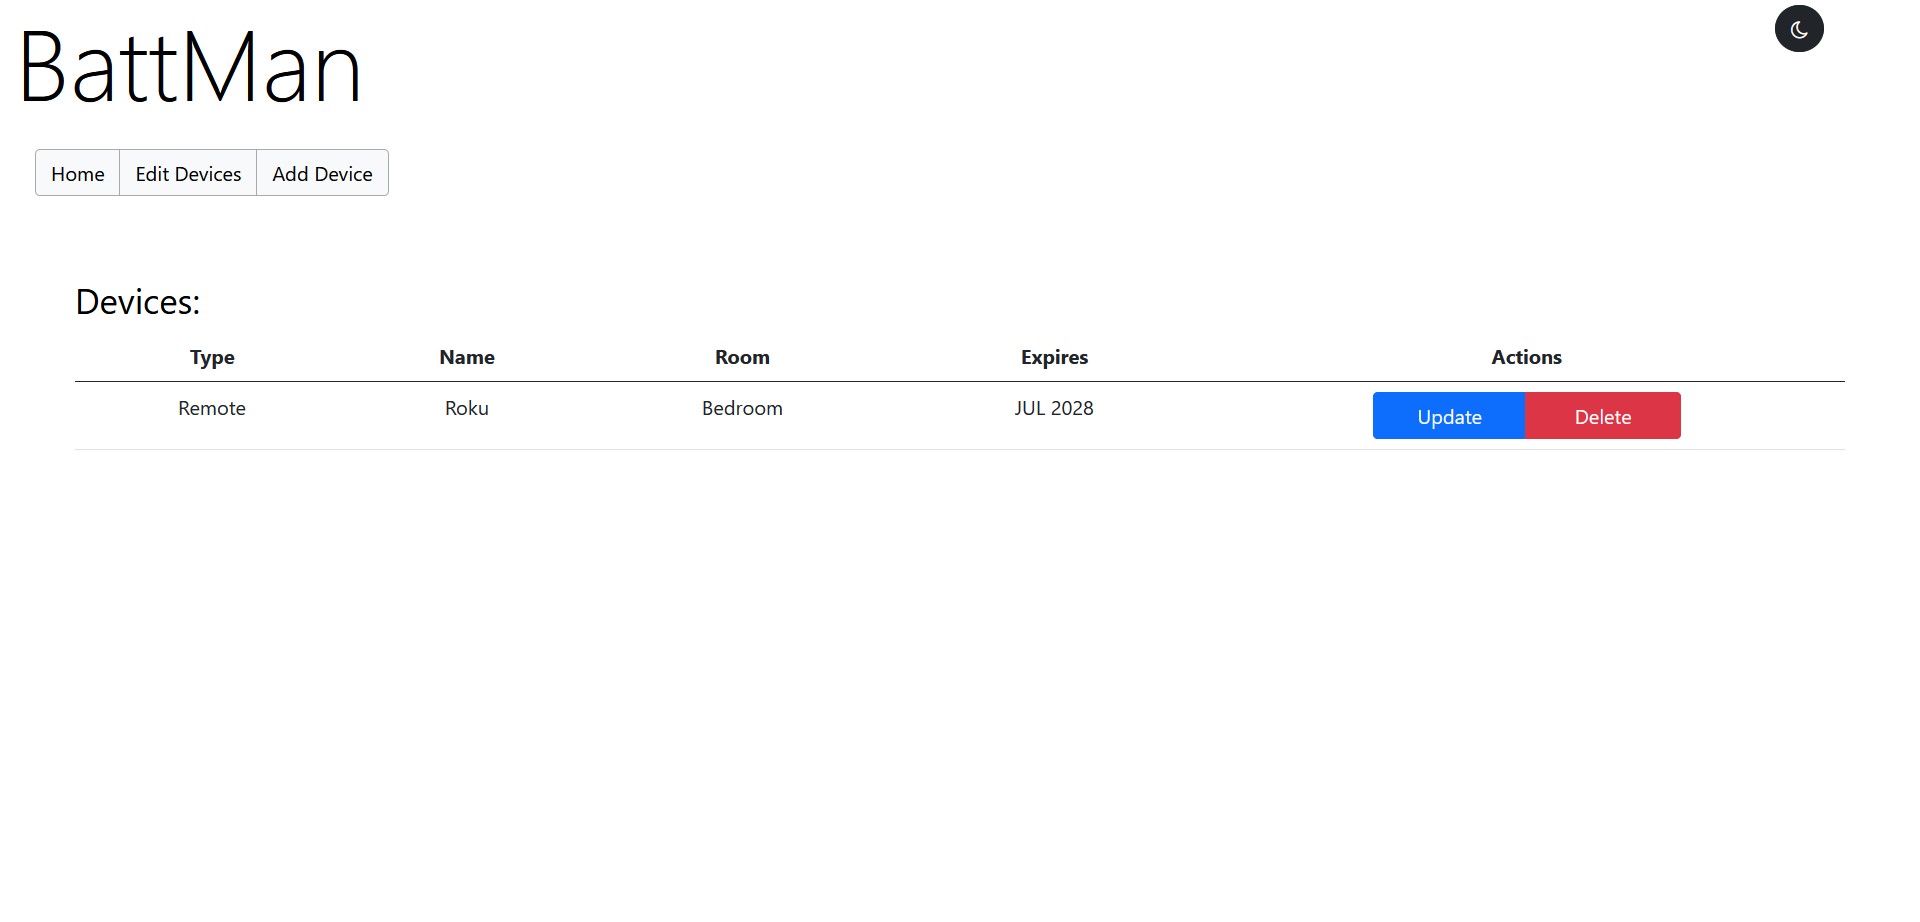 BattMan
Home Edit Devices Add Device
Devices:
Type Name Room Expires Actions
Remote Roku Bedroom JUL 2028 Update Delete